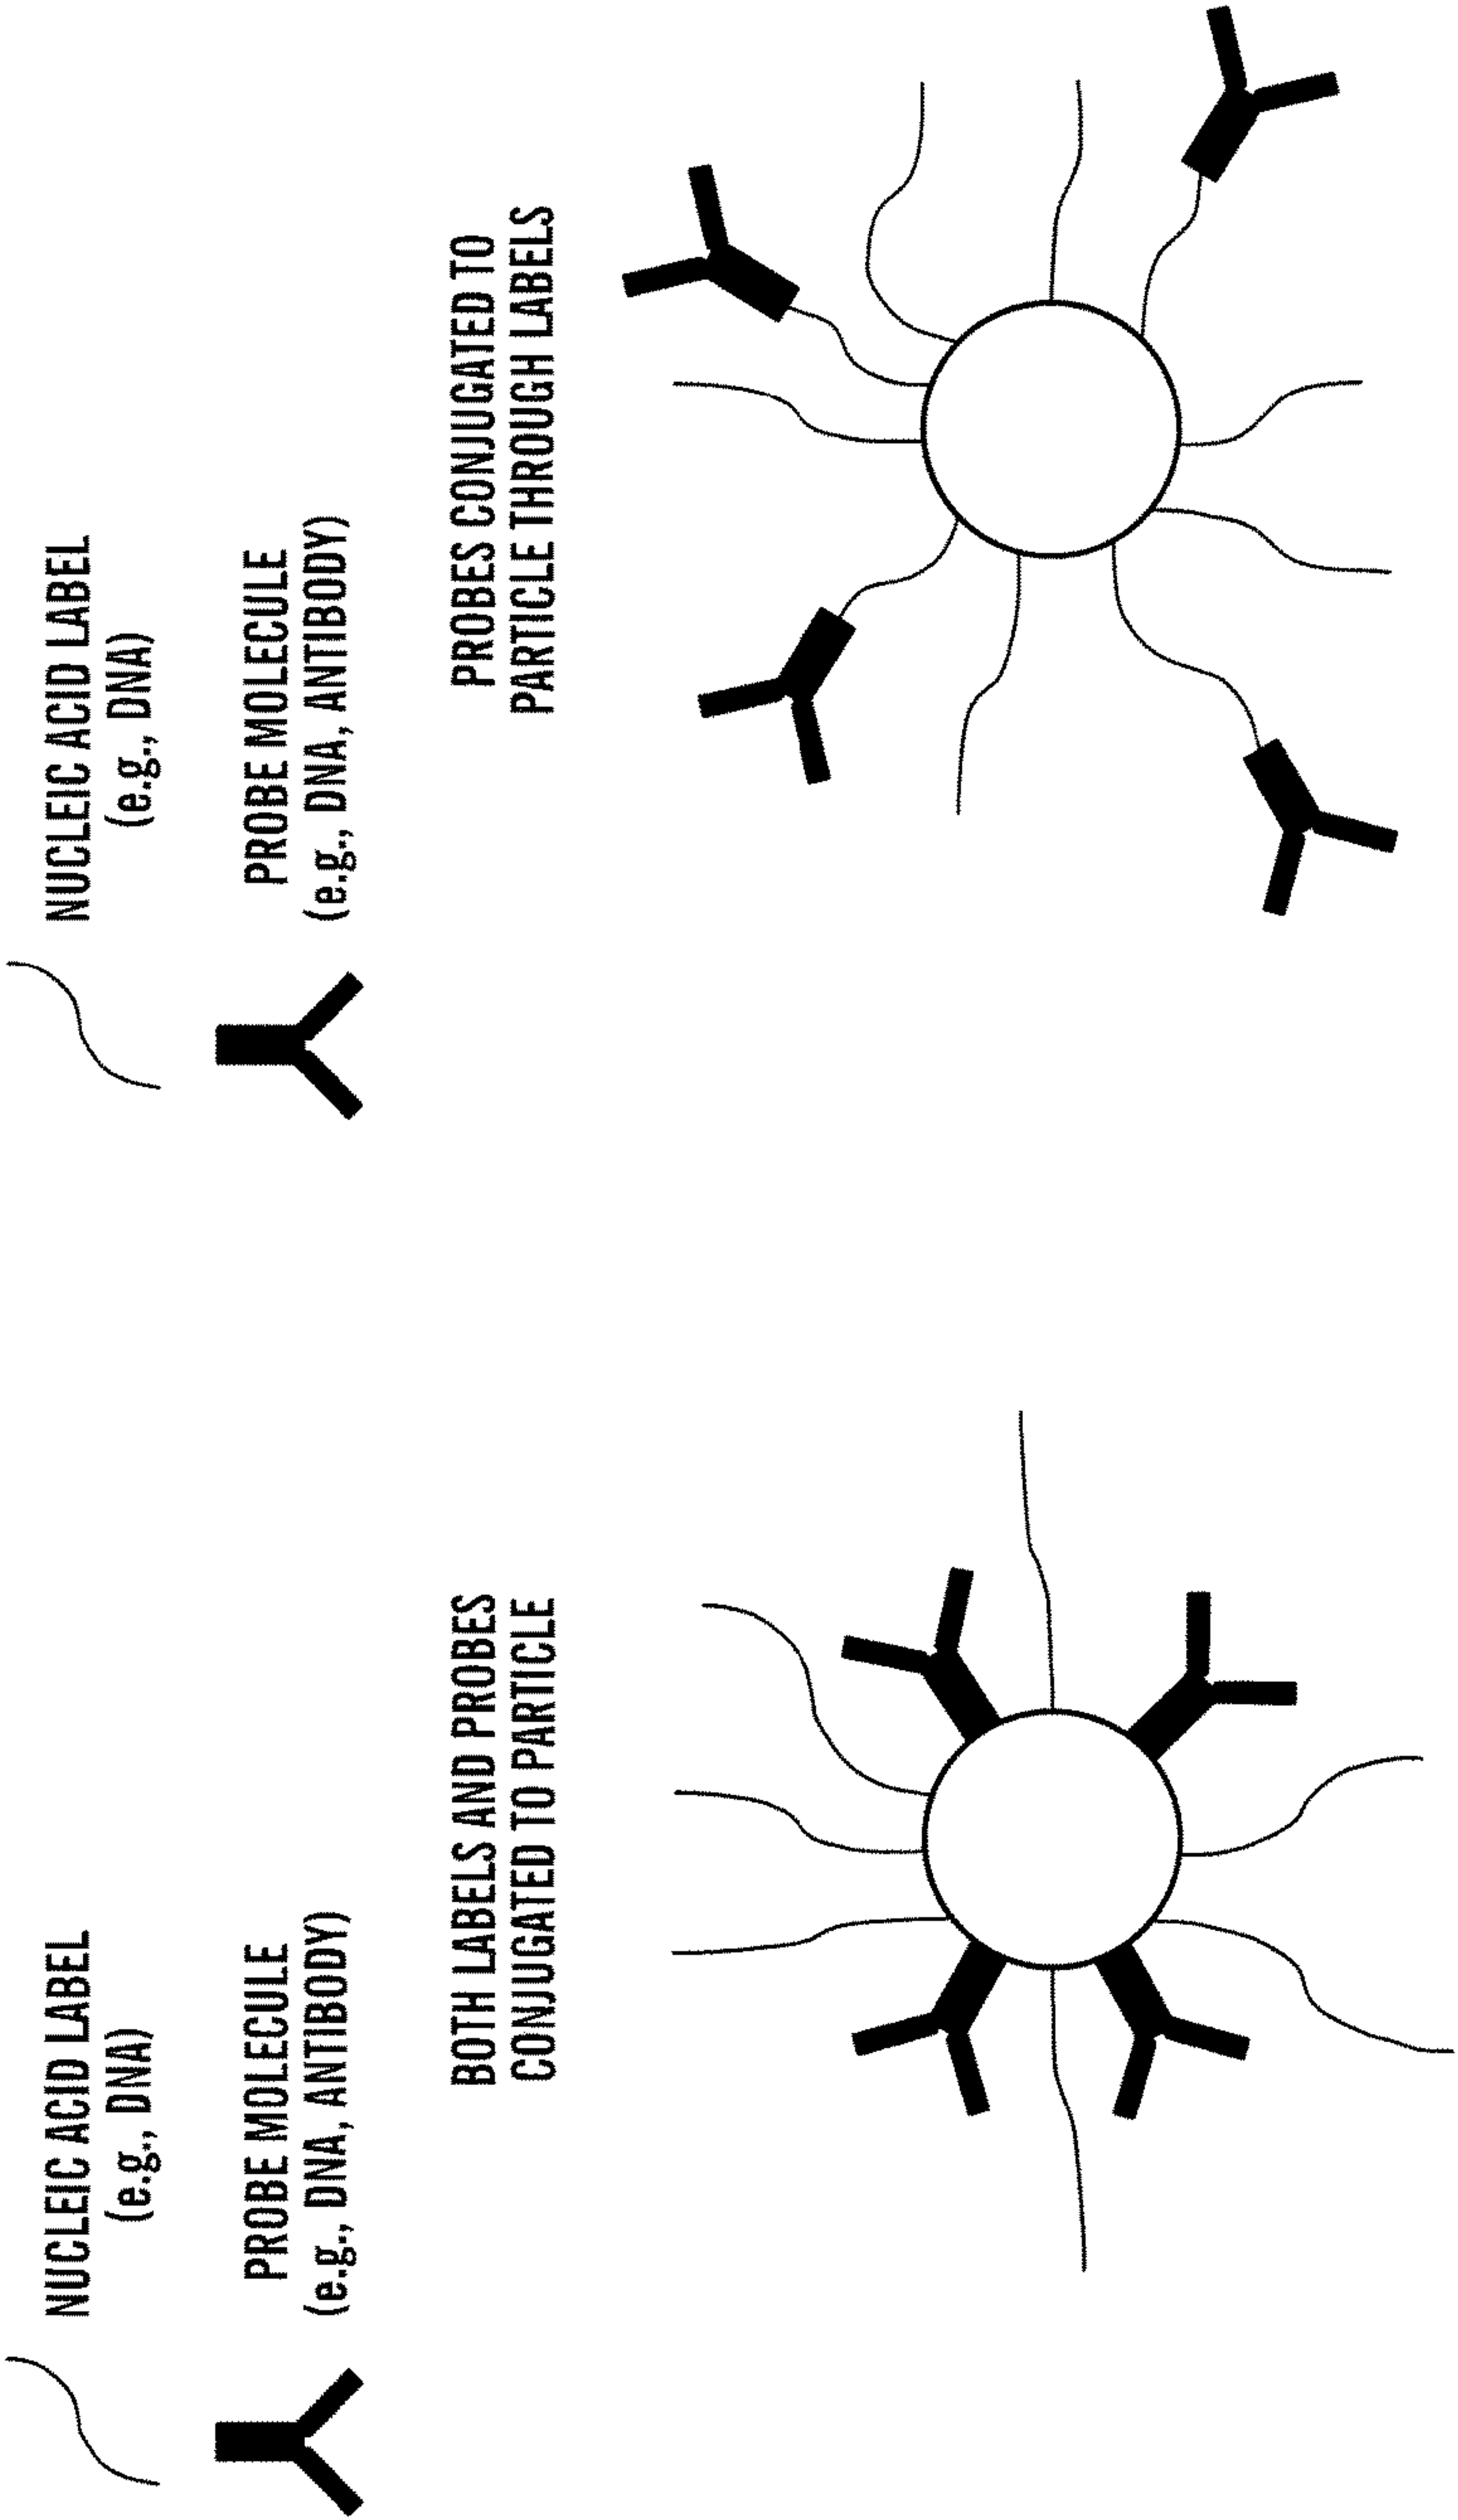 NUCLEIC ACID LABEL
(e.g., DNA)
PROBE MOLECULE
(e.g., DNA, ANTIBODY)
BOTH LABELS AND PROBES
CONJUGATED TO PARTICLE
NUCLEIC ACID LABEL
(e.g., DNA)
PROBE MOLECULE
(e.g., DNA, ANTIBODY)
PROBES CONJUGATED TO
PARTICLE THROUGH LABELS